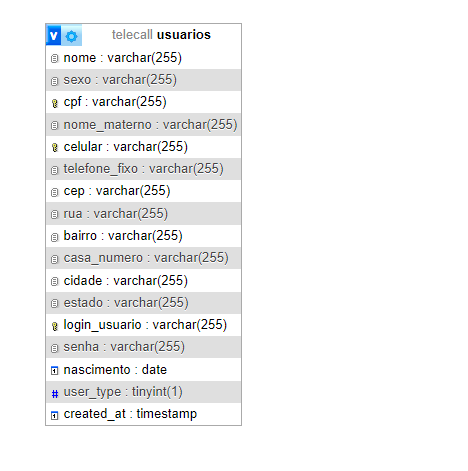 v telecall usuarios
nome : varchar(255)
sexo : varchar(255)
cpf : varchar(255)
nome_materno : varchar(255)
celular : varchar(255)
telefone_fixo : varchar(255)
cep : varchar(255)
rua : varchar(255)
bairro : varchar(255)
casa_numero : varchar(255)
cidade : varchar(255)
estado : varchar(255)
login_usuario : varchar(255)
senha : varchar(255)
nascimento : date
# user_type : tinyint(1)
created_at : timestamp